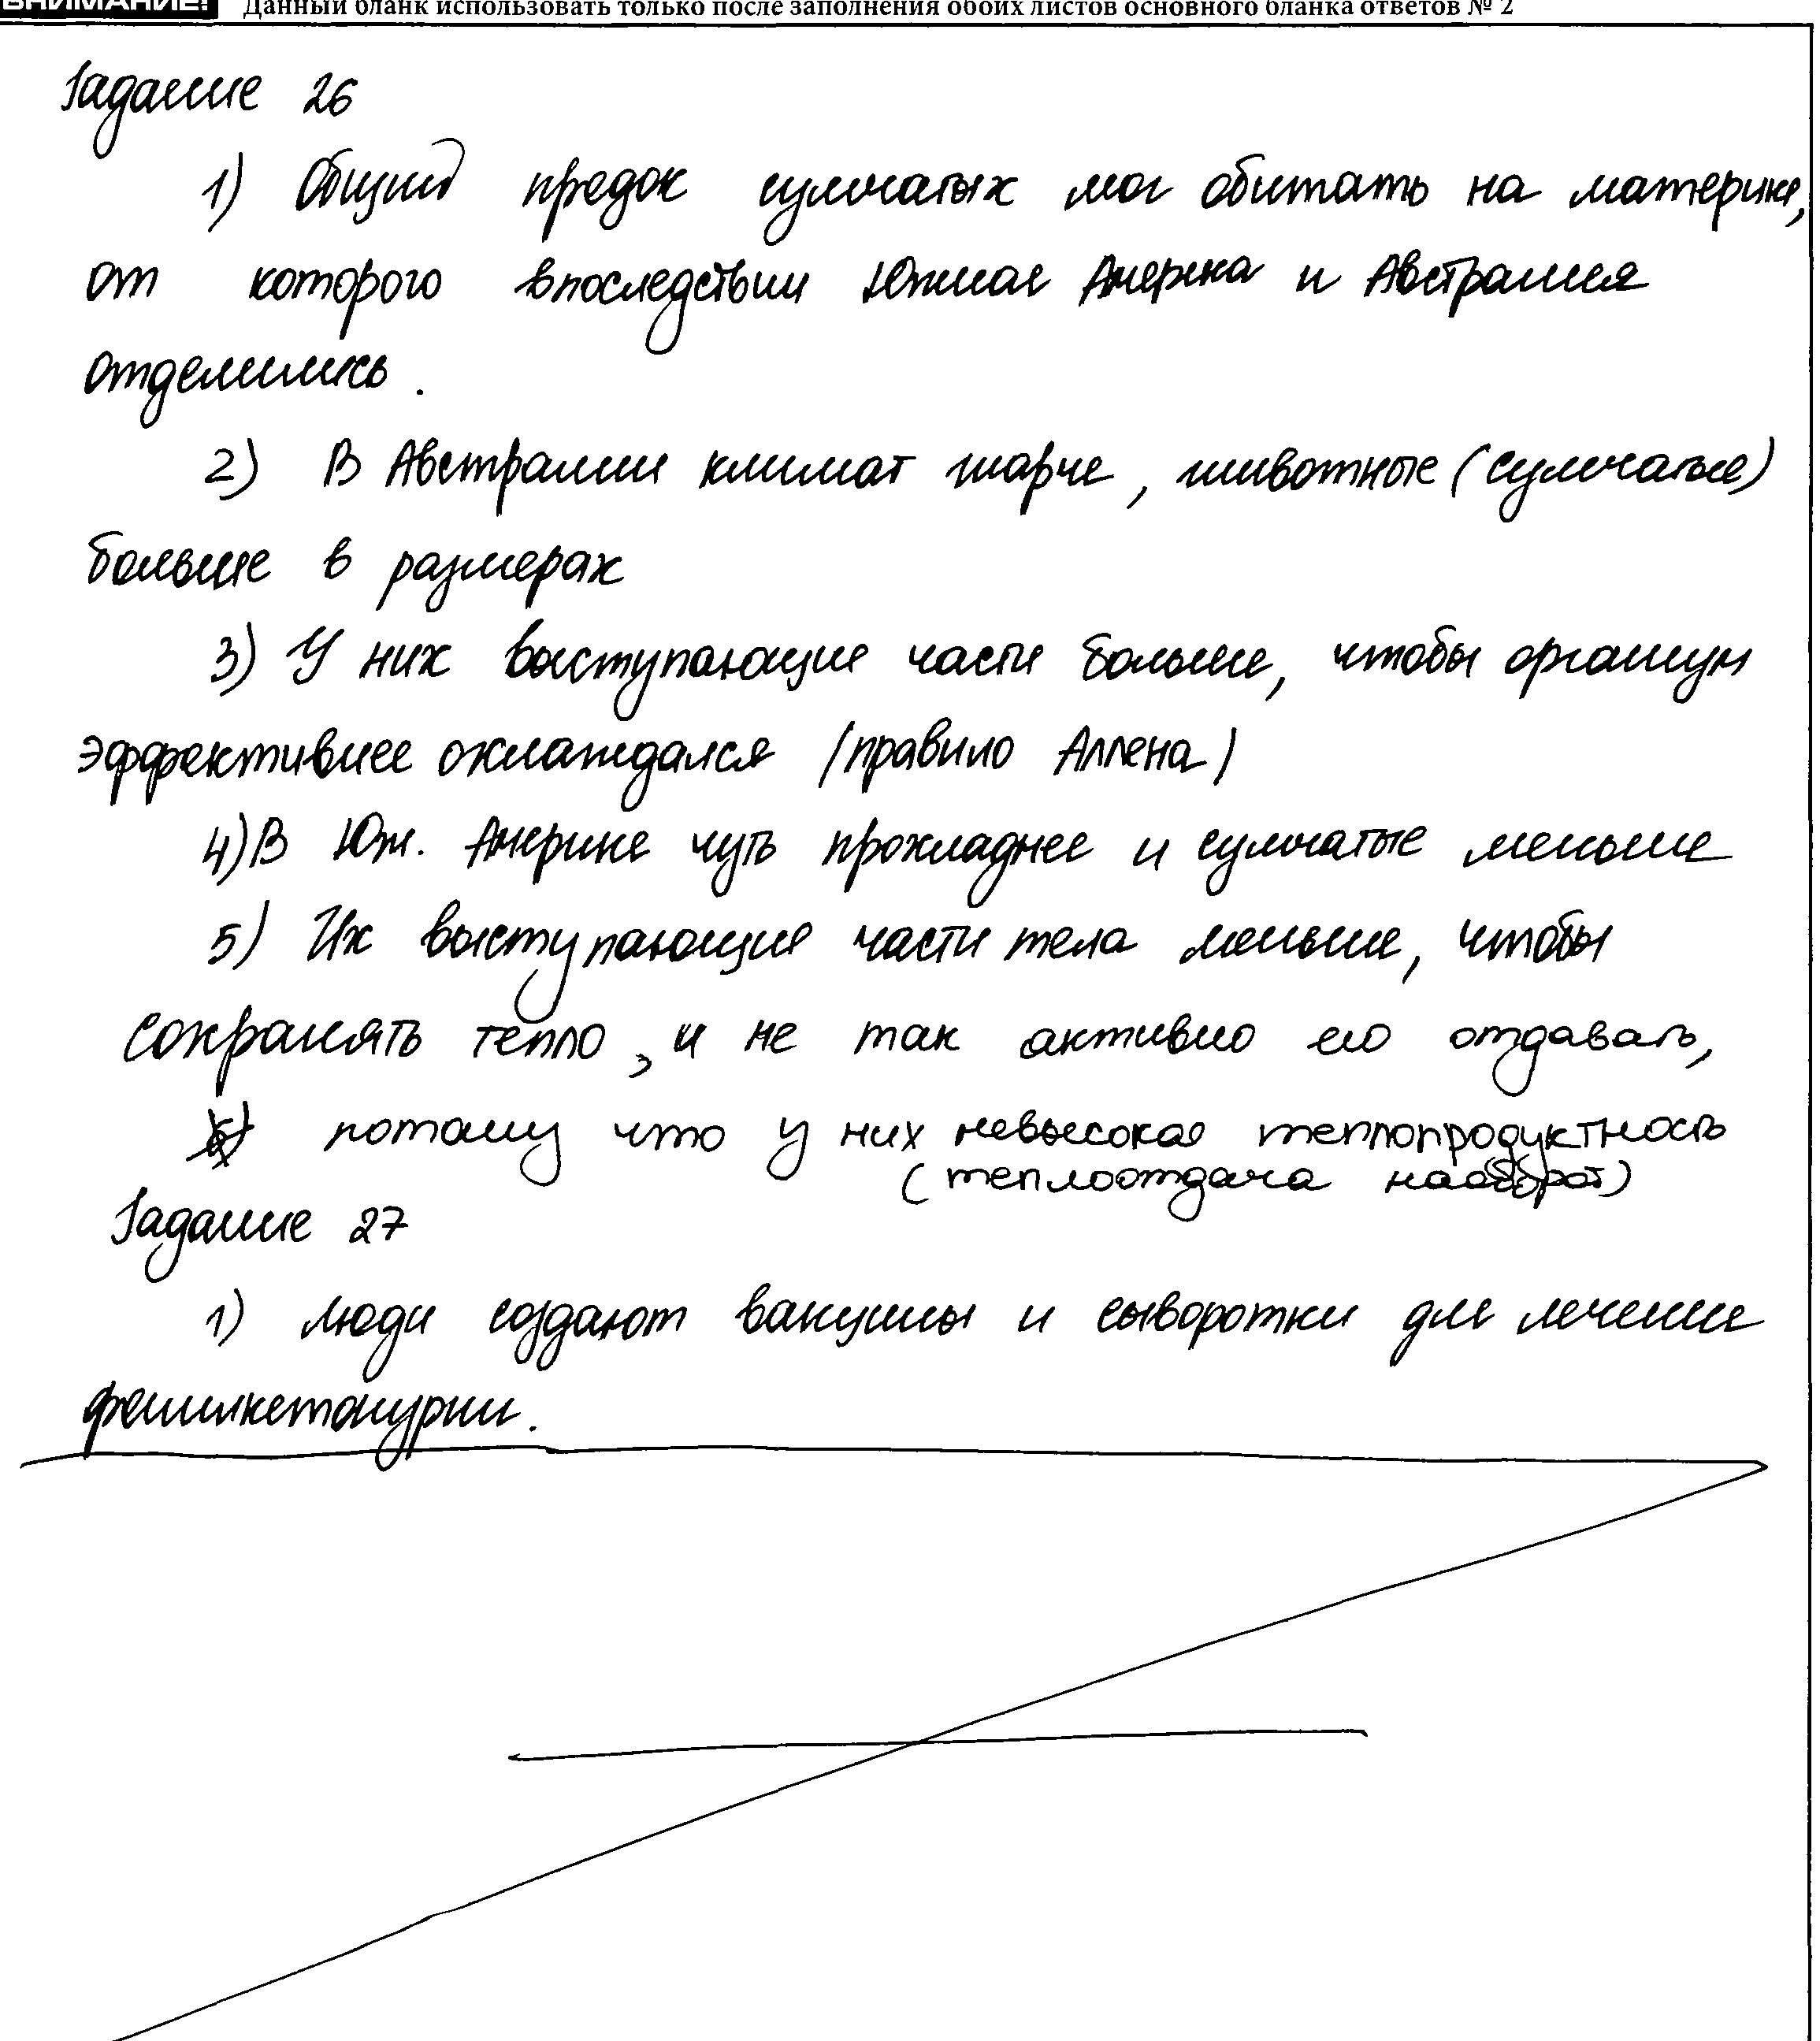 ВНИМАНИЕ! Данный бланк использовать только после заполнения обоих листов основного бланка ответов № 2
Задание 26
1) Общий предок сумчатых мог обитать на материке,
от которого впоследствии Южная Америка и Австралия
отделились.
2) В Австралии климат жарче, животные (сумчатые)
больше в размерах
3) У них выступающие части больше, чтобы организм
эффективнее охлаждался (правило Аллена)
4) В Юж. Америке чуть прохладнее и сумчатые меньше
5) Их выступающие части тела меньше, чтобы
сохранять тепло, и не так активно его отдавать,
потому что у них невысокая теплопродуктность
(теплоотдача наоборот)
Задание 27
1) Люди создают вакцины и сыворотки для лечения
фенилкетонурии.